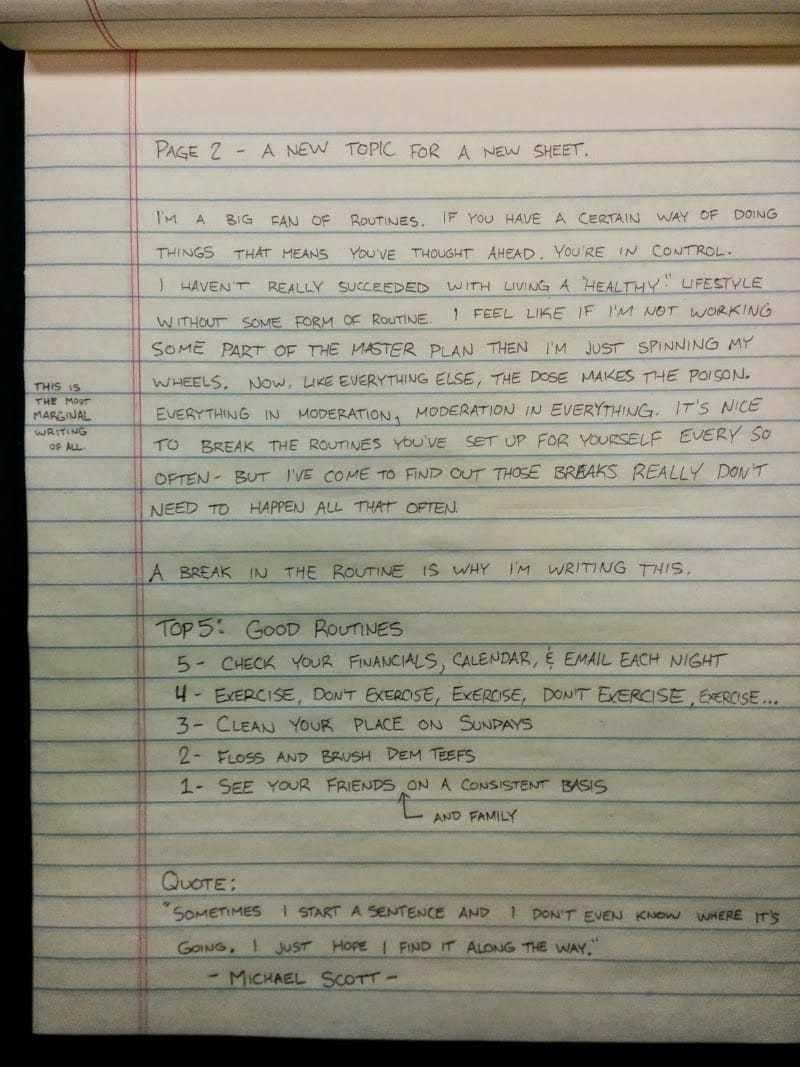 PAGE 2 - A NEW TOPIC FOR A NEW SHEET.
I'M A BIG FAN OF ROUTINES. IF YOU HAVE A CERTAIN WAY OF DOING
THINGS THAT MEANS YOU'VE THOUGHT AHEAD. YOU'RE IN CONTROL.
I HAVEN'T REALLY SUCCEEDED WITH LIVING A "HEALTHY" LIFESTYLE
WITHOUT SOME FORM OF ROUTINE. I FEEL LIKE IF I'M NOT WORKING
SOME PART OF THE MASTER PLAN THEN I'M JUST SPINNING MY
WHEELS. NOW, LIKE EVERYTHING ELSE, THE DOSE MAKES THE POISON.
EVERYTHING IN MODERATION, MODERATION IN EVERYTHING. IT'S NICE
TO BREAK THE ROUTINES YOU'VE SET UP FOR YOURSELF EVERY SO
OFTEN - BUT I'VE COME TO FIND OUT THOSE BREAKS REALLY DON'T
NEED TO HAPPEN ALL THAT OFTEN.
THIS IS
THE MOST
MARGINAL
WRITING
OF ALL.
A BREAK IN THE ROUTINE IS WHY I'M WRITING THIS.
TOP 5: GOOD ROUTINES
5 - CHECK YOUR FINANCIALS, CALENDAR, & EMAIL EACH NIGHT
4 - EXERCISE, DON'T EXERCISE, EXERCISE, DON'T EXERCISE, EXERCISE...
3 - CLEAN YOUR PLACE ON SUNDAYS
2 - FLOSS AND BRUSH DEM TEEFS
1 - SEE YOUR FRIENDS ON A CONSISTENT BASIS
AND FAMILY
QUOTE:
"SOMETIMES I START A SENTENCE AND I DON'T EVEN KNOW WHERE IT'S
GOING. I JUST HOPE I FIND IT ALONG THE WAY."
- MICHAEL SCOTT -